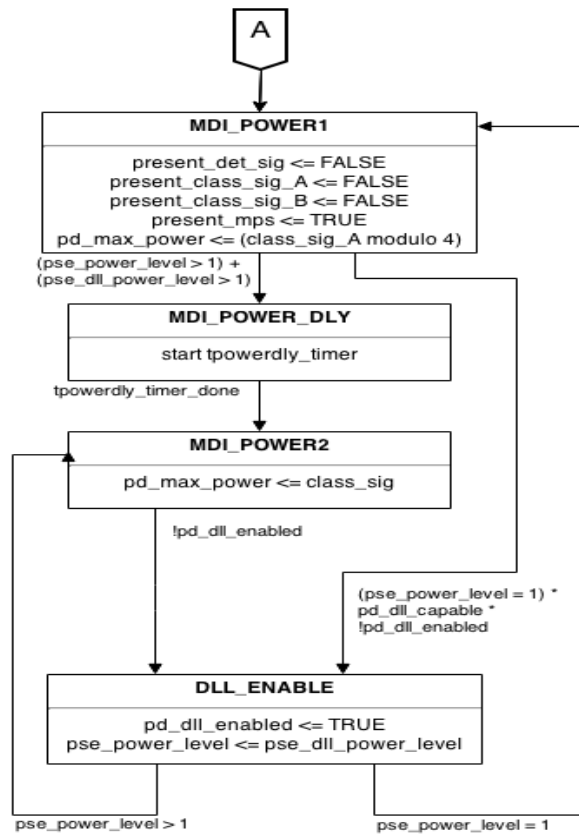 A
MDI_POWER1
present_det_sig <= FALSE
present_class_sig_A <= FALSE
present_class_sig_B <= FALSE
present_mps <= TRUE
pd_max_power <= (class_sig_A modulo 4)
(pse_power_level > 1) +
(pse_dll_power_level > 1)
MDI_POWER_DLY
start tpowerdly_timer
tpowerdly_timer_done
MDI_POWER2
pd_max_power <= class_sig
!pd_dll_enabled
(pse_power_level = 1) *
pd_dll_capable *
!pd_dll_enabled
DLL_ENABLE
pd_dll_enabled <= TRUE
pse_power_level <= pse_dll_power_level
pse_power_level > 1
pse_power_level = 1